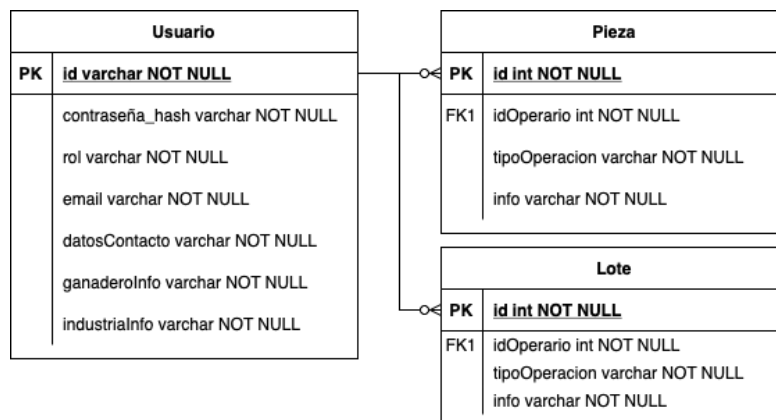 Usuario
PK id varchar NOT NULL
contraseña_hash varchar NOT NULL
rol varchar NOT NULL
email varchar NOT NULL
datosContacto varchar NOT NULL
ganaderoInfo varchar NOT NULL
industriaInfo varchar NOT NULL
Pieza
PK id int NOT NULL
FK1 idOperario int NOT NULL
tipoOperacion varchar NOT NULL
info varchar NOT NULL
Lote
PK id int NOT NULL
FK1 idOperario int NOT NULL
tipoOperacion varchar NOT NULL
info varchar NOT NULL